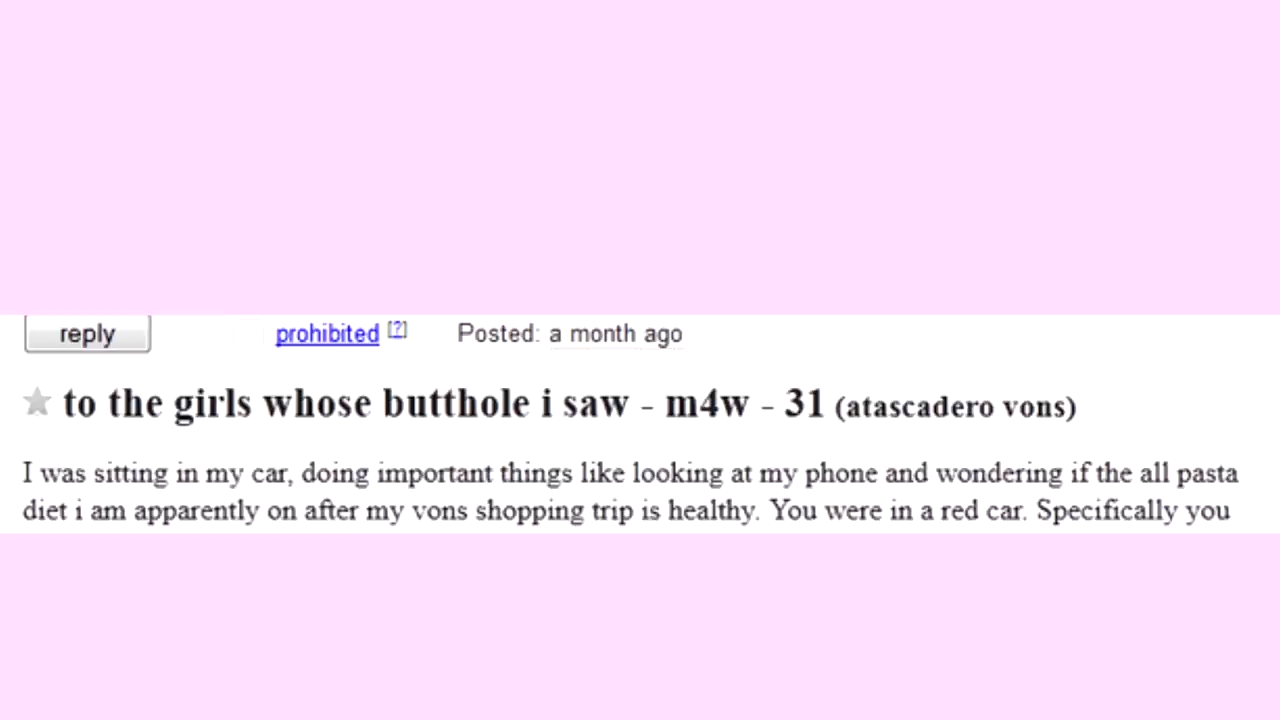 reply prohibited [?] Posted: a month ago
to the girls whose butthole i saw - m4w - 31 (atascadero vons)
I was sitting in my car, doing important things like looking at my phone and wondering if the all pasta
diet i am apparently on after my vons shopping trip is healthy. You were in a red car. Specifically you